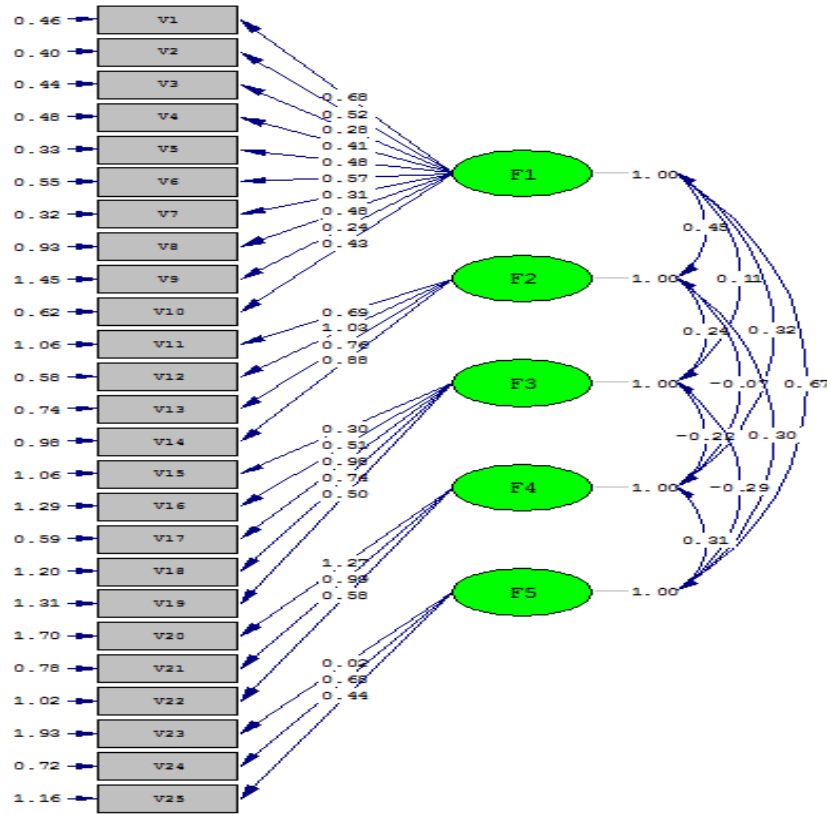 0.46 V1
0.40 V2
0.44 V3
0.48 V4
0.33 V5
0.55 V6
0.32 V7
0.93 V8
1.45 V9
0.62 V10
1.06 V11
0.58 V12
0.74 V13
0.98 V14
1.06 V15
1.29 V16
0.59 V17
1.20 V18
1.31 V19
1.70 V20
0.78 V21
1.02 V22
1.93 V23
0.72 V24
1.16 V25
0.68
0.52
0.28
0.41
0.48
0.57
0.31
0.48
0.24
0.43
0.69
1.03
0.76
0.88
0.30
0.51
0.98
0.74
0.50
1.27
0.98
0.58
0.02
0.68
0.44
F1 1.00
F2 1.00
F3 1.00
F4 1.00
F5 1.00
0.45
0.11
0.24
0.32
-0.07
0.67
-0.22
0.30
-0.29
0.31